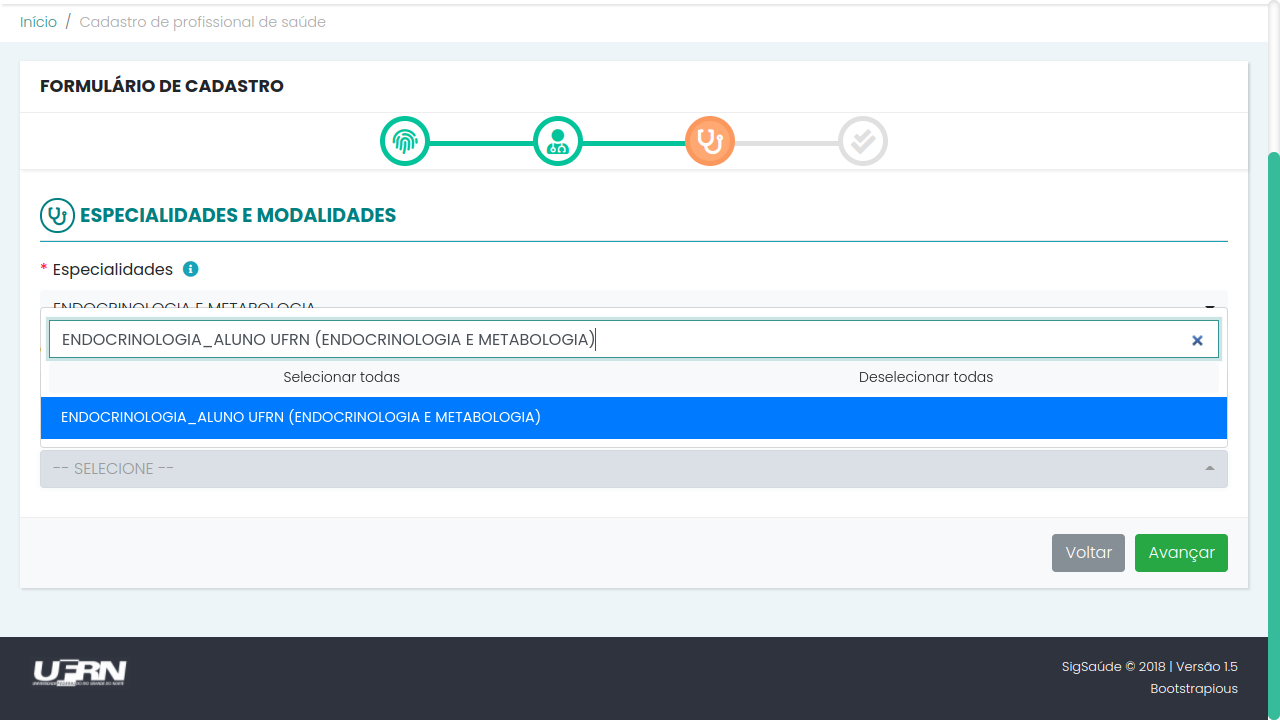 Início / Cadastro de profissional de saúde
FORMULÁRIO DE CADASTRO
ESPECIALIDADES E MODALIDADES
* Especialidades
ENDOCRINOLOGIA E METABOLOGIA
ENDOCRINOLOGIA_ALUNO UFRN (ENDOCRINOLOGIA E METABOLOGIA)
Selecionar todas Deselecionar todas
ENDOCRINOLOGIA_ALUNO UFRN (ENDOCRINOLOGIA E METABOLOGIA)
-- SELECIONE --
Voltar Avançar
UFRN
SigSaúde © 2018 | Versão 1.5
Bootstrapious